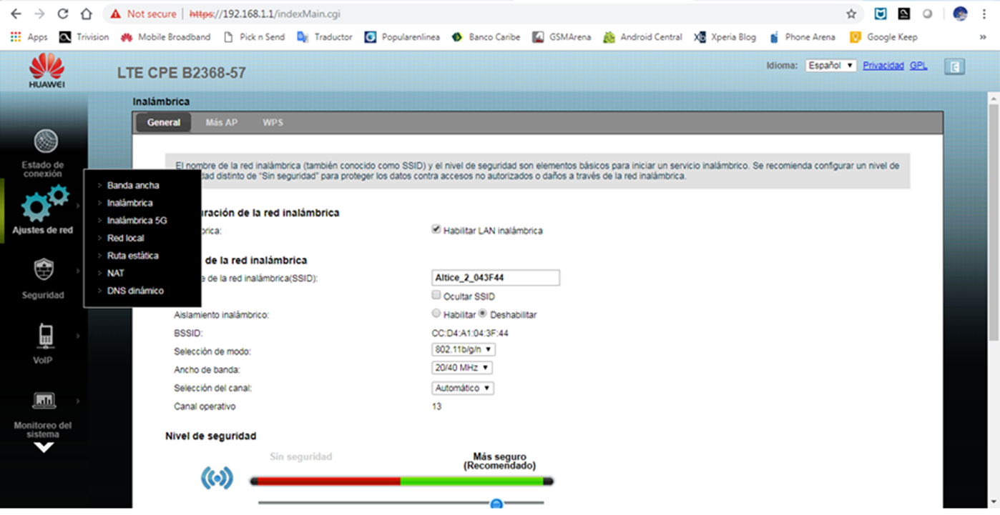 Not secure | https://192.168.1.1/indexMain.cgi
Apps Trivision Mobile Broadband Pick n Send Traductor Popularenlinea Banco Caribe GSMArena Android Central Xperia Blog Phone Arena Google Keep »
HUAWEI
LTE CPE B2368-57
Idioma: Español Privacidad GPL
Inalámbrica
General Más AP WPS
El nombre de la red inalámbrica (también conocido como SSID) y el nivel de seguridad son elementos básicos para iniciar un servicio inalámbrico. Se recomienda configurar un nivel de
dad distinto de "Sin seguridad" para proteger los datos contra accesos no autorizados o daños a través de la red inalámbrica.
Estado de
conexión
Ajustes de red
Seguridad
VoIP
Monitoreo del
sistema
> Banda ancha
> Inalámbrica
> Inalámbrica 5G
> Red local
> Ruta estática
> NAT
> DNS dinámico
uración de la red inalámbrica
brica: Habilitar LAN inalámbrica
de la red inalámbrica
e de la red inalámbrica(SSID): Altice_2_043F44
Ocultar SSID
Aislamiento inalámbrico: Habilitar Deshabilitar
BSSID: CC:D4:A1:04:3F:44
Selección de modo: 802.11b/g/n
Ancho de banda: 20/40 MHz
Selección del canal: Automático
Canal operativo 13
Nivel de seguridad
Sin seguridad
Más seguro
(Recomendado)